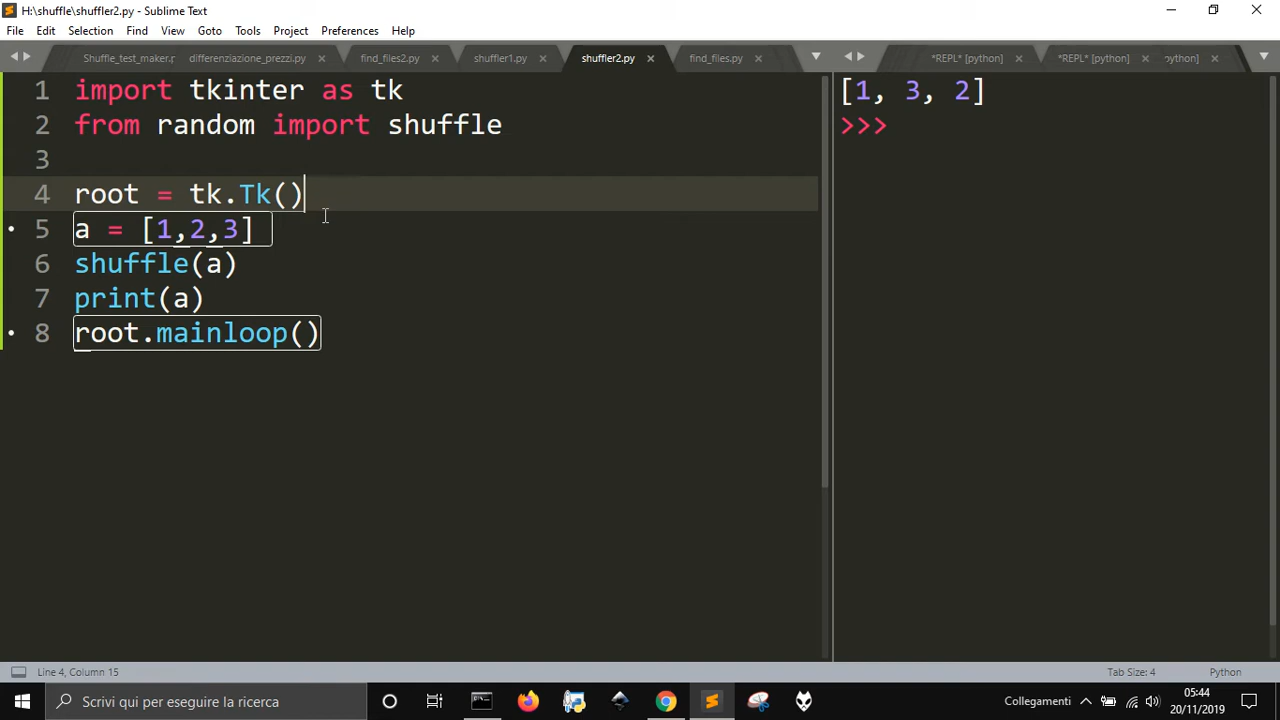 H:\shuffle\shuffler2.py - Sublime Text
File Edit Selection Find View Goto Tools Project Preferences Help
Shuffle_test_maker.p differenziazione_prezzi.py find_files2.py shuffler1.py shuffler2.py find_files.py *REPL* [python] *REPL* [python] python]
1 import tkinter as tk
2 from random import shuffle
3
4 root = tk.Tk()
5 a = [1,2,3]
6 shuffle(a)
7 print(a)
8 root.mainloop()
[1, 3, 2]
>>>
Line 4, Column 15 Tab Size: 4 Python
Scrivi qui per eseguire la ricerca
Collegamenti
05:44
20/11/2019